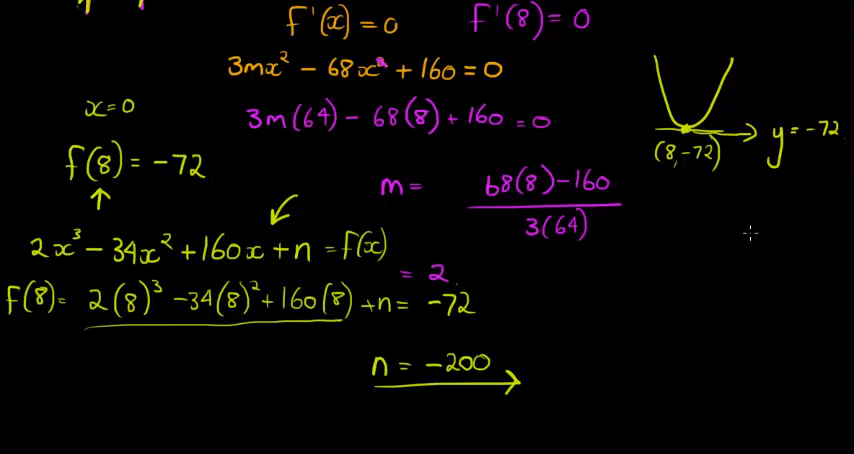 f'(x) = 0
f'(8) = 0
3mx² - 68x + 160 = 0
x = 0
3m(64) - 68(8) + 160 = 0
f(8) = -72
y = -72
(8, -72)
m = 68(8) - 160 / 3(64)
2x³ - 34x² + 160x + n = f(x)
= 2
f(8) = 2(8)³ - 34(8)² + 160(8) + n = -72
n = -200